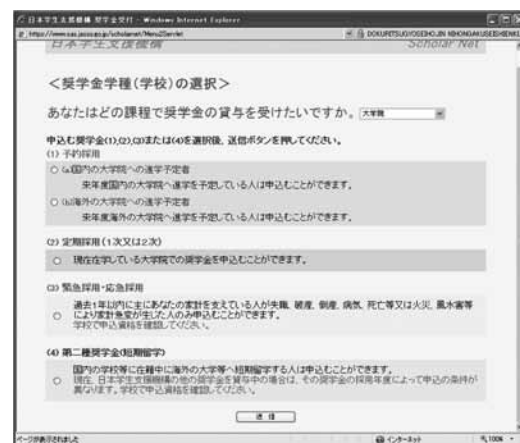 日本学生支援機構 奨学金受付 - Windows Internet Explorer
DOKURITSUGYOSEIHOJIN NIHONGAKUSEISHIENKI
日本学生支援機構 Scholar Net
＜奨学金学種(学校)の選択＞
あなたはどの課程で奨学金の貸与を受けたいですか。 大学院
申込む奨学金(1),(2),(3)または(4)を選択後、送信ボタンを押してください。
(1) 予約採用
(a)国内の大学院への進学予定者
来年度国内の大学院へ進学を予定している人は申込むことができます。
(b)海外の大学院への進学予定者
来年度海外の大学院へ進学を予定している人は申込むことができます。
(2) 定期採用(1次又は2次)
現在在学している大学院での奨学金を申込むことができます。
(3) 緊急採用・応急採用
過去1年以内に主にあなたの家計を支えている人が失職、破産、倒産、病気、死亡等又は火災、風水害等
により家計急変が生じた人のみ申込むことができます。
学校で申込資格を確認してください。
(4) 第二種奨学金(短期留学)
国内の学校等に在籍中に海外の大学等へ短期留学する人は申込むことができます。
現在、日本学生支援機構の他の奨学金を貸与中の場合は、その奨学金の採用年度によって申込の条件が
異なります。学校で申込資格を確認してください。
送信
ページが表示されました インターネット 100%